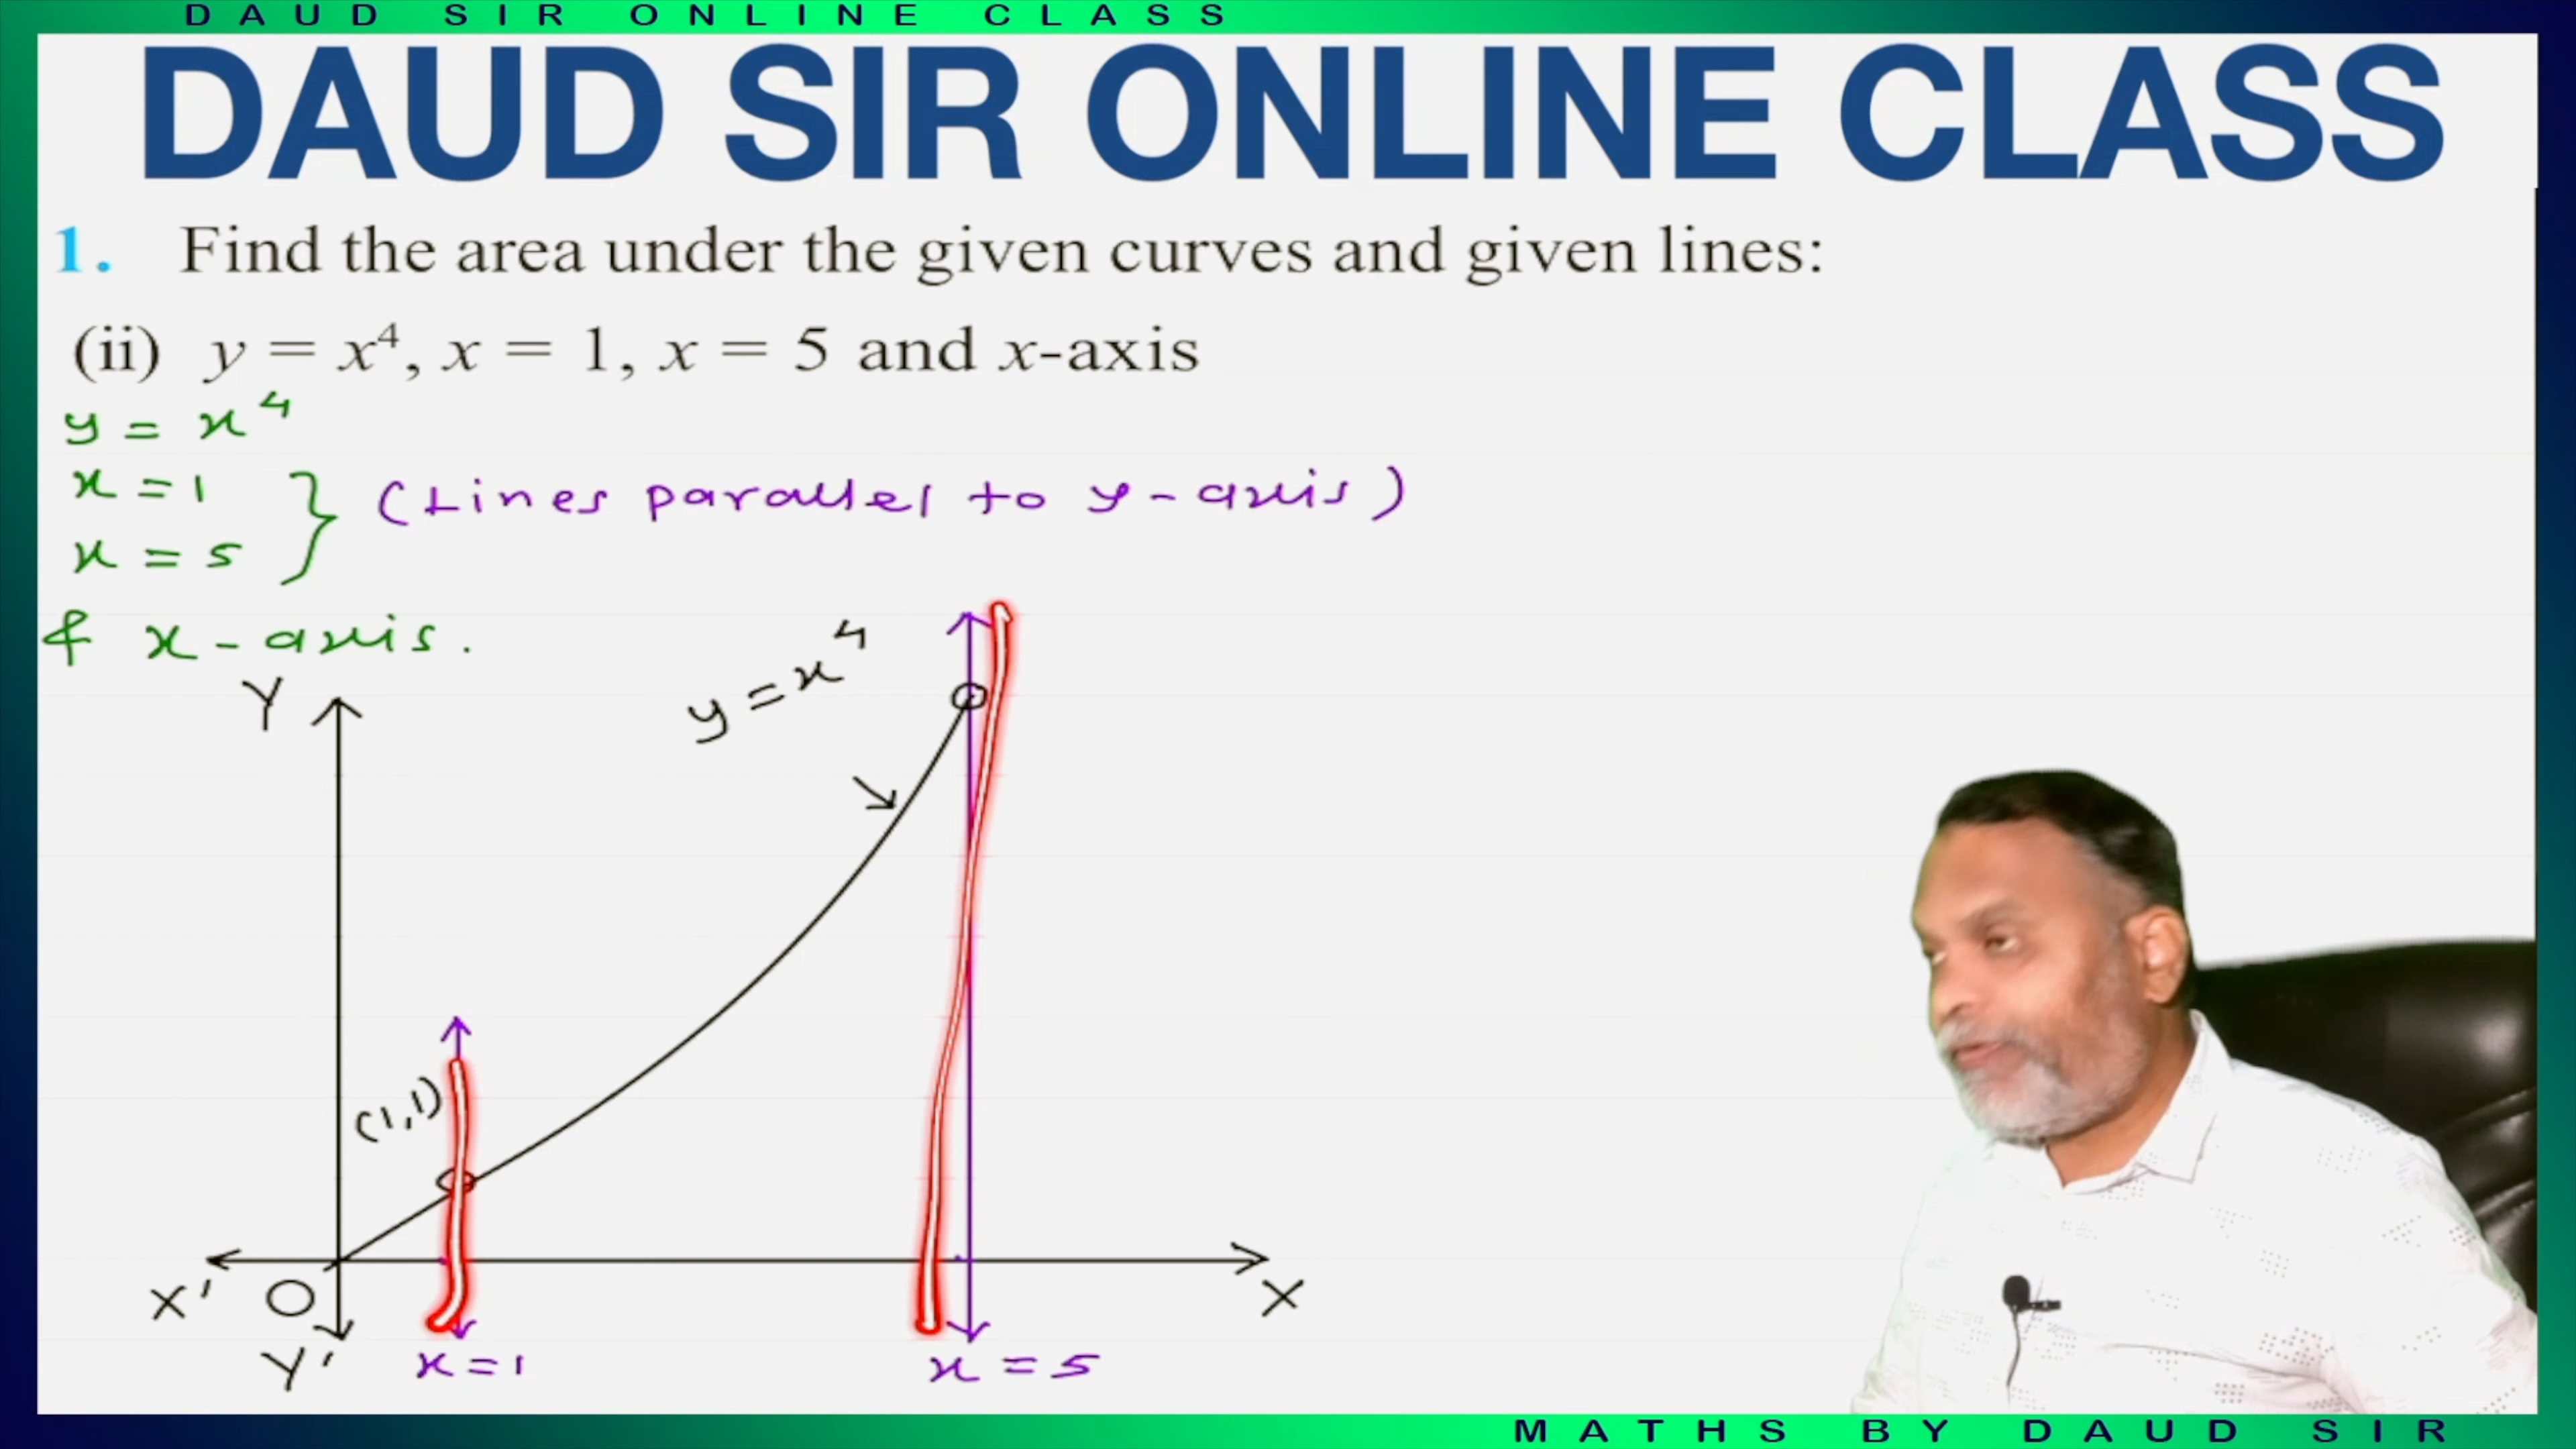 DAUD SIR ONLINE CLASS
DAUD SIR ONLINE CLASS
1. Find the area under the given curves and given lines:
(ii) y = x⁴, x = 1, x = 5 and x-axis
y = x⁴
x = 1
x = 5 } (Lines parallel to y-axis)
& x-axis.
y = x⁴
Y
(1,1)
X' O X
Y' x = 1 x = 5
MATHS BY DAUD SIR